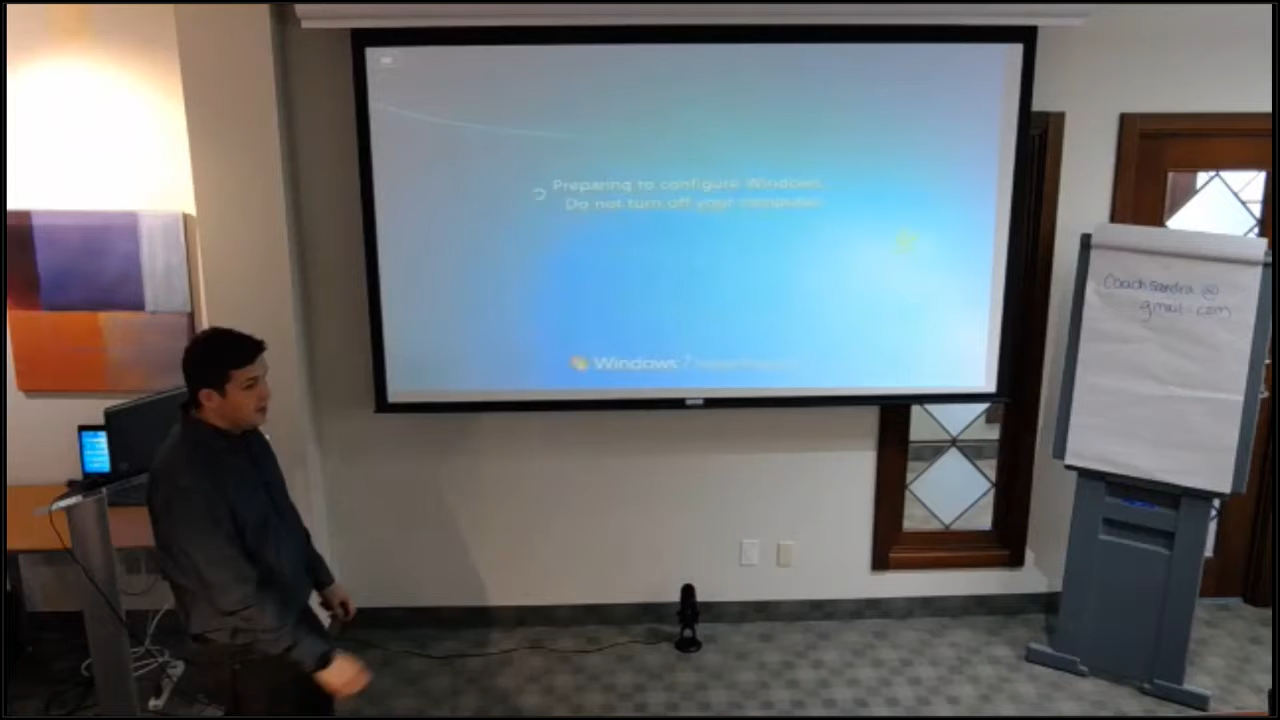 Preparing to configure Windows.
Do not turn off your computer.
Windows 7
Coachsandra @
gmail.com